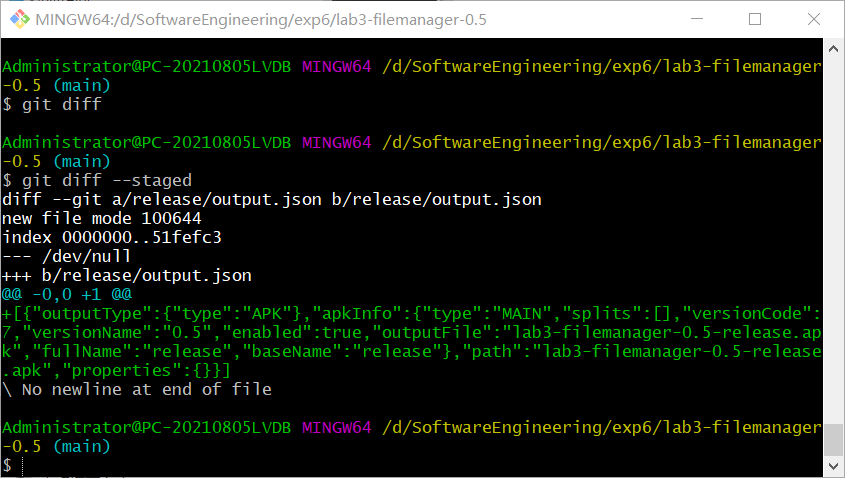 MINGW64:/d/SoftwareEngineering/exp6/lab3-filemanager-0.5
Administrator@PC-20210805LVDB MINGW64 /d/SoftwareEngineering/exp6/lab3-filemanager
-0.5 (main)
$ git diff
Administrator@PC-20210805LVDB MINGW64 /d/SoftwareEngineering/exp6/lab3-filemanager
-0.5 (main)
$ git diff --staged
diff --git a/release/output.json b/release/output.json
new file mode 100644
index 0000000..51fefc3
--- /dev/null
+++ b/release/output.json
@@ -0,0 +1 @@
+[{"outputType":{"type":"APK"},"apkInfo":{"type":"MAIN","splits":[],"versionCode":
7,"versionName":"0.5","enabled":true,"outputFile":"lab3-filemanager-0.5-release.ap
k","fullName":"release","baseName":"release"},"path":"lab3-filemanager-0.5-release
.apk","properties":{}}]
\ No newline at end of file
Administrator@PC-20210805LVDB MINGW64 /d/SoftwareEngineering/exp6/lab3-filemanager
-0.5 (main)
$